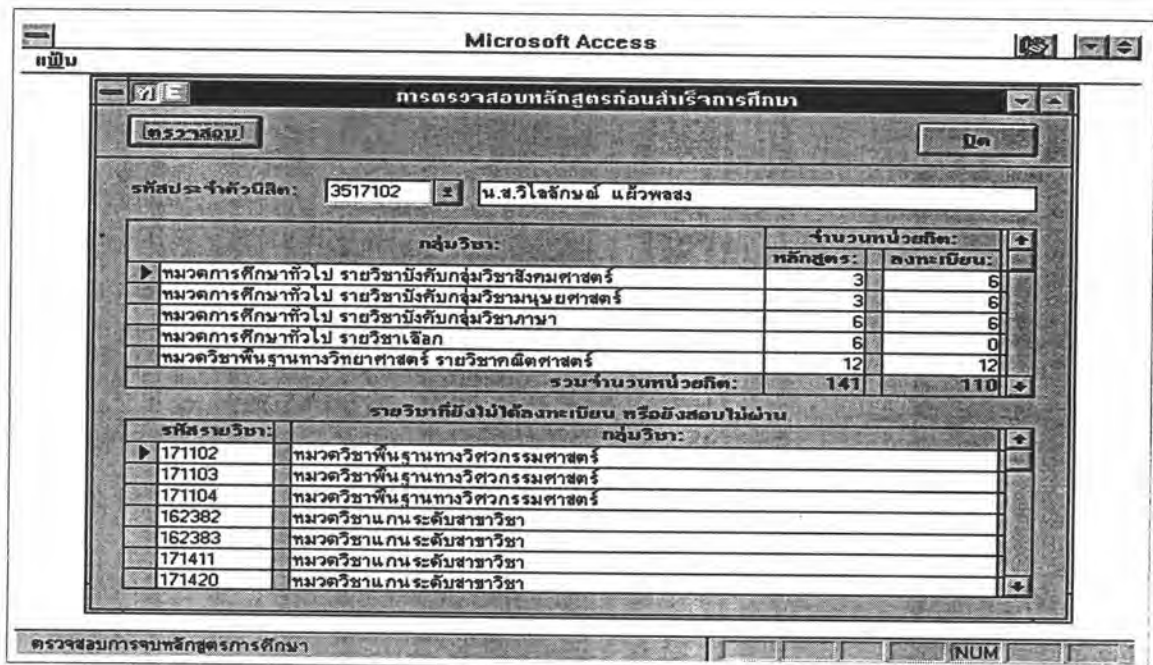 Microsoft Access
แฟ้ม
การตรวจสอบหลักสูตรก่อนสำเร็จการศึกษา
ตรวจสอบ ปิด
รหัสประจำตัวนิสิต: 3517102 น.ส.วิไลลักษณ์ แผ้วพลสง
กลุ่มวิชา: จำนวนหน่วยกิต:
หลักสูตร: ลงทะเบียน:
หมวดการศึกษาทั่วไป รายวิชาบังคับกลุ่มวิชาสังคมศาสตร์ 3 6
หมวดการศึกษาทั่วไป รายวิชาบังคับกลุ่มวิชามนุษยศาสตร์ 3 6
หมวดการศึกษาทั่วไป รายวิชาบังคับกลุ่มวิชาภาษา 6 6
หมวดการศึกษาทั่วไป รายวิชาเลือก 6 0
หมวดวิชาพื้นฐานทางวิทยาศาสตร์ รายวิชาคณิตศาสตร์ 12 12
รวมจำนวนหน่วยกิต: 141 110
รายวิชาที่ยังไม่ได้ลงทะเบียน หรือยังสอบไม่ผ่าน
รหัสรายวิชา: กลุ่มวิชา:
171102 หมวดวิชาพื้นฐานทางวิศวกรรมศาสตร์
171103 หมวดวิชาพื้นฐานทางวิศวกรรมศาสตร์
171104 หมวดวิชาพื้นฐานทางวิศวกรรมศาสตร์
162382 หมวดวิชาแกนระดับสาขาวิชา
162383 หมวดวิชาแกนระดับสาขาวิชา
171411 หมวดวิชาแกนระดับสาขาวิชา
171420 หมวดวิชาแกนระดับสาขาวิชา
ตรวจสอบการจบหลักสูตรการศึกษา NUM